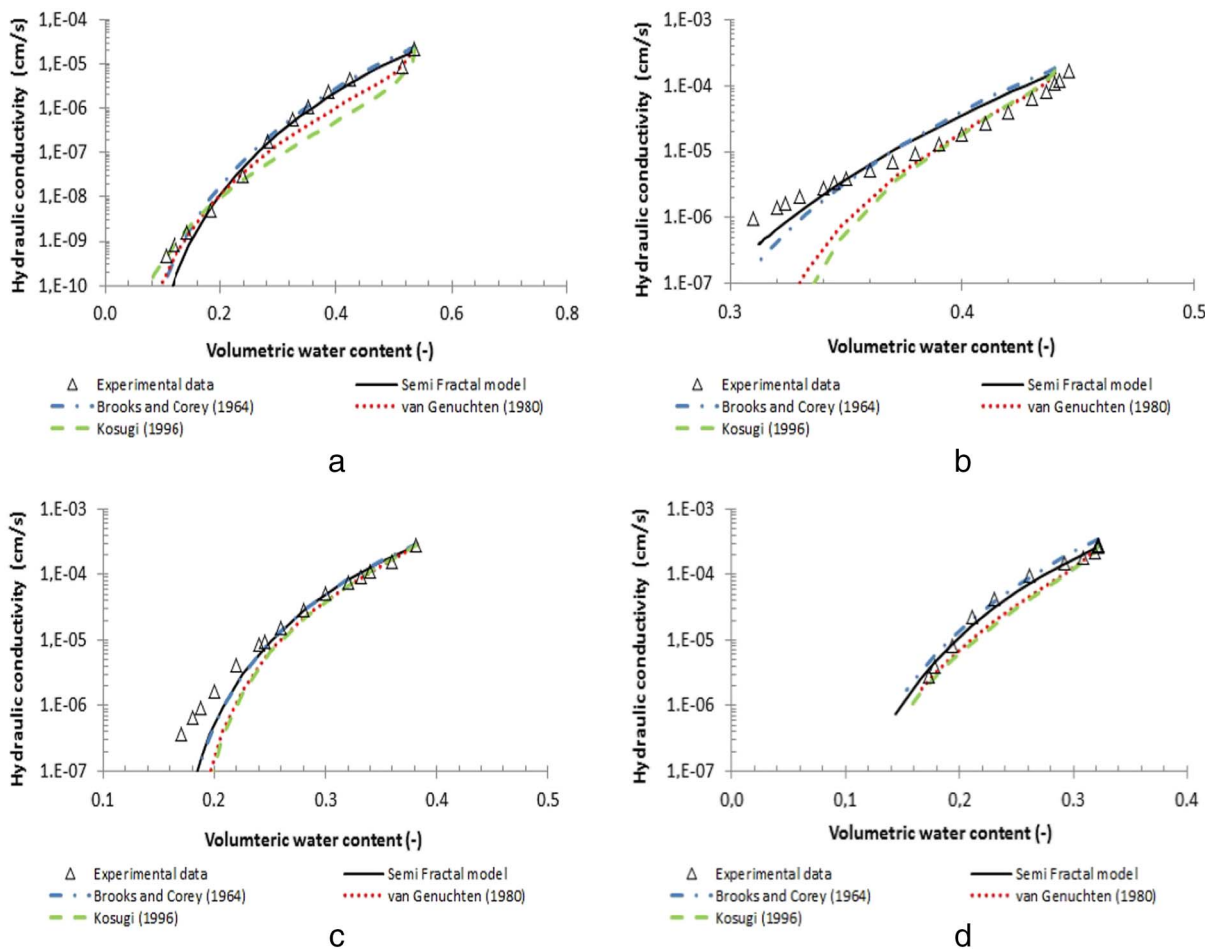 Hydraulic conductivity (cm/s)
1,E-04
1,E-05
1,E-06
1,E-07
1,E-08
1,E-09
1,E-10
0.0 0.2 0.4 0.6 0.8
Volumetric water content (-)
Experimental data Semi Fractal model
Brooks and Corey (1964) van Genuchten (1980)
Kosugi (1996)
a
Hydraulic conductivity (cm/s)
1.E-03
1.E-04
1.E-05
1.E-06
1.E-07
0.3 0.4 0.5
Volumetric water content (-)
Experimental data Semi Fractal model
Brooks and Corey (1964) van Genuchten (1980)
Kosugi (1996)
b
Hydraulic conductivity (cm/s)
1.E-03
1,E-04
1,E-05
1.E-06
1.E-07
0.1 0.2 0.3 0.4 0.5
Volumteric water content (-)
Experimental data Semi Fractal model
Brooks and Corey (1964) van Genuchten (1980)
Kosugi (1996)
c
Hydraulic conductivity (cm/s)
1.E-03
1.E-04
1,E-05
1.E-06
1.E-07
0,0 0,1 0,2 0.3 0.4
Volumetric water content (-)
Experimental data Semi Fractal model
Brooks and Corey (1964) van Genuchten (1980)
Kosugi (1996)
d